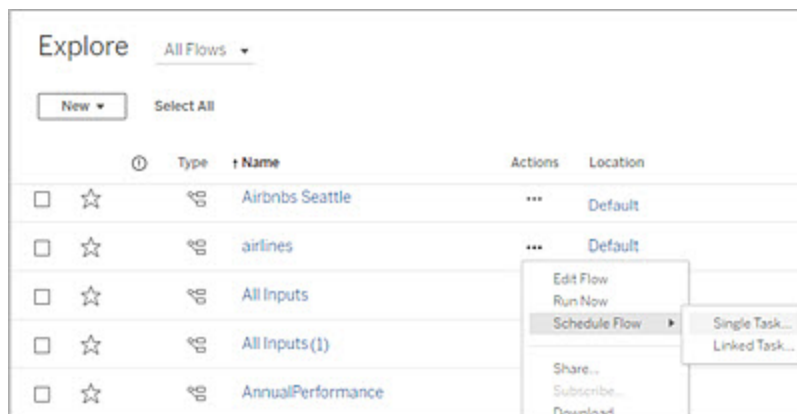 Explore All Flows
New Select All
Type ↑ Name Actions Location
Airbnbs Seattle ... Default
airlines ... Default
Edit Flow
All Inputs
Run Now
Schedule Flow Single Task...
All Inputs (1) Linked Task...
Share...
AnnualPerformance Subscribe...
Download